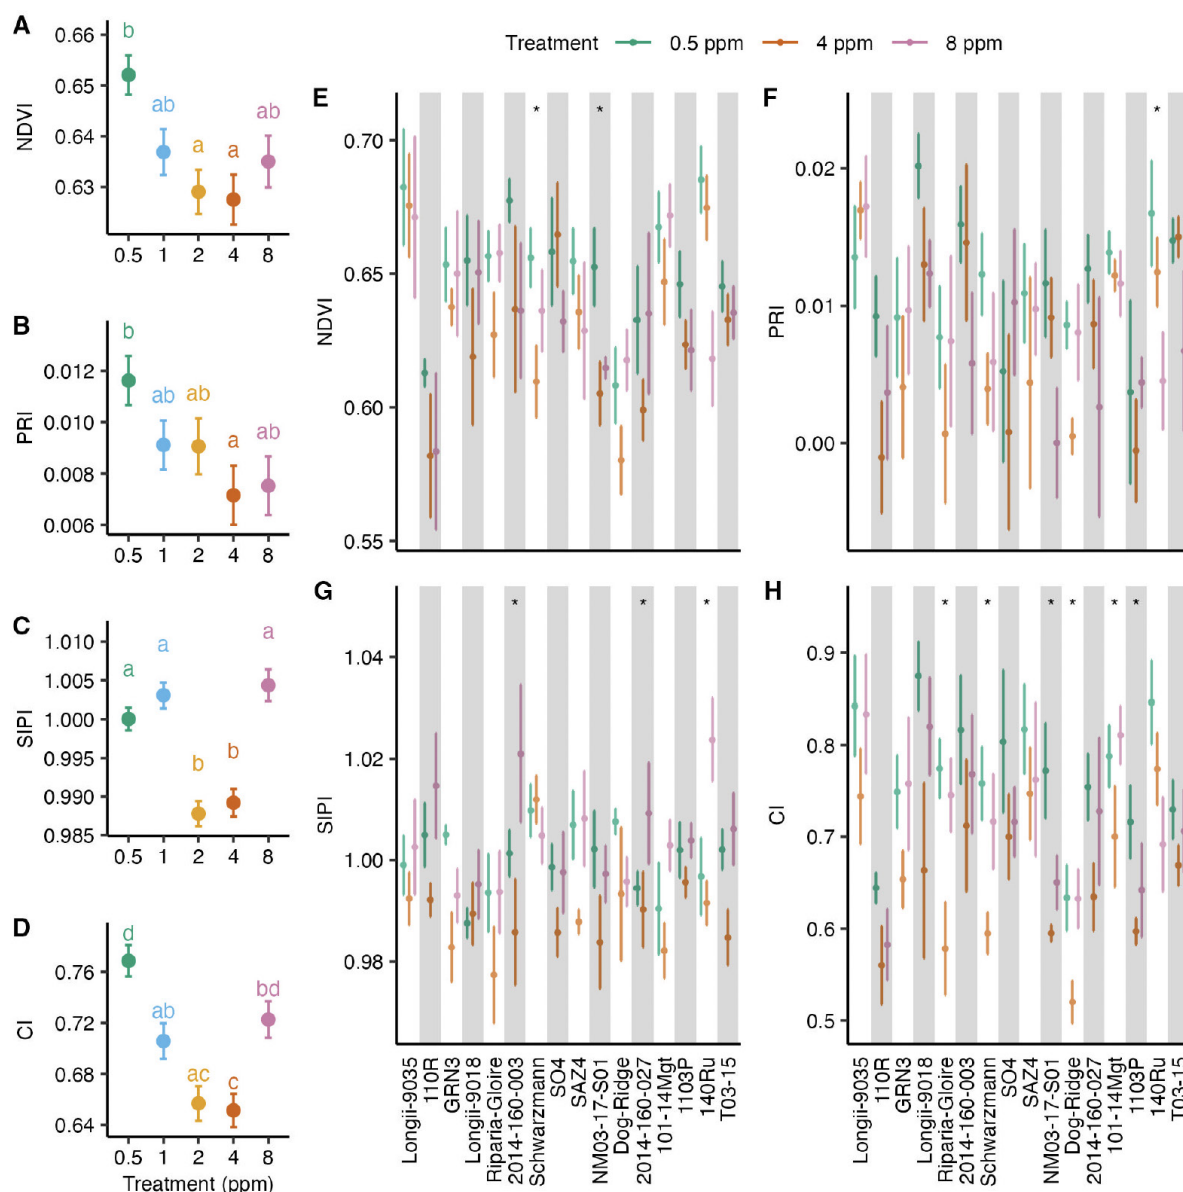 A
NDVI
0.66
0.65
0.64
0.63
b
ab
a
a
ab
0.5 1 2 4 8
B
PRI
0.012
0.010
0.008
0.006
b
ab
ab
a
ab
0.5 1 2 4 8
C
SIPI
1.010
1.005
1.000
0.995
0.990
0.985
a
a
b
b
a
0.5 1 2 4 8
D
CI
0.76
0.72
0.68
0.64
d
ab
ac
c
bd
0.5 1 2 4 8
Treatment (ppm)
Treatment 0.5 ppm 4 ppm 8 ppm
E
NDVI
0.70
0.65
0.60
0.55
* *
F
PRI
0.02
0.01
0.00
*
G
SIPI
1.04
1.02
1.00
0.98
* * *
Longii-9035
110R
GRN3
Longii-9018
Riparia-Gloire
2014-160-003
Schwarzmann
SO4
SAZ4
NM03-17-S01
Dog-Ridge
2014-160-027
101-14Mgt
1103P
140Ru
T03-15
H
CI
0.9
0.8
0.7
0.6
0.5
* * * * * *
Longii-9035
110R
GRN3
Longii-9018
Riparia-Gloire
2014-160-003
Schwarzmann
SO4
SAZ4
NM03-17-S01
Dog-Ridge
2014-160-027
101-14Mgt
1103P
140Ru
T03-15